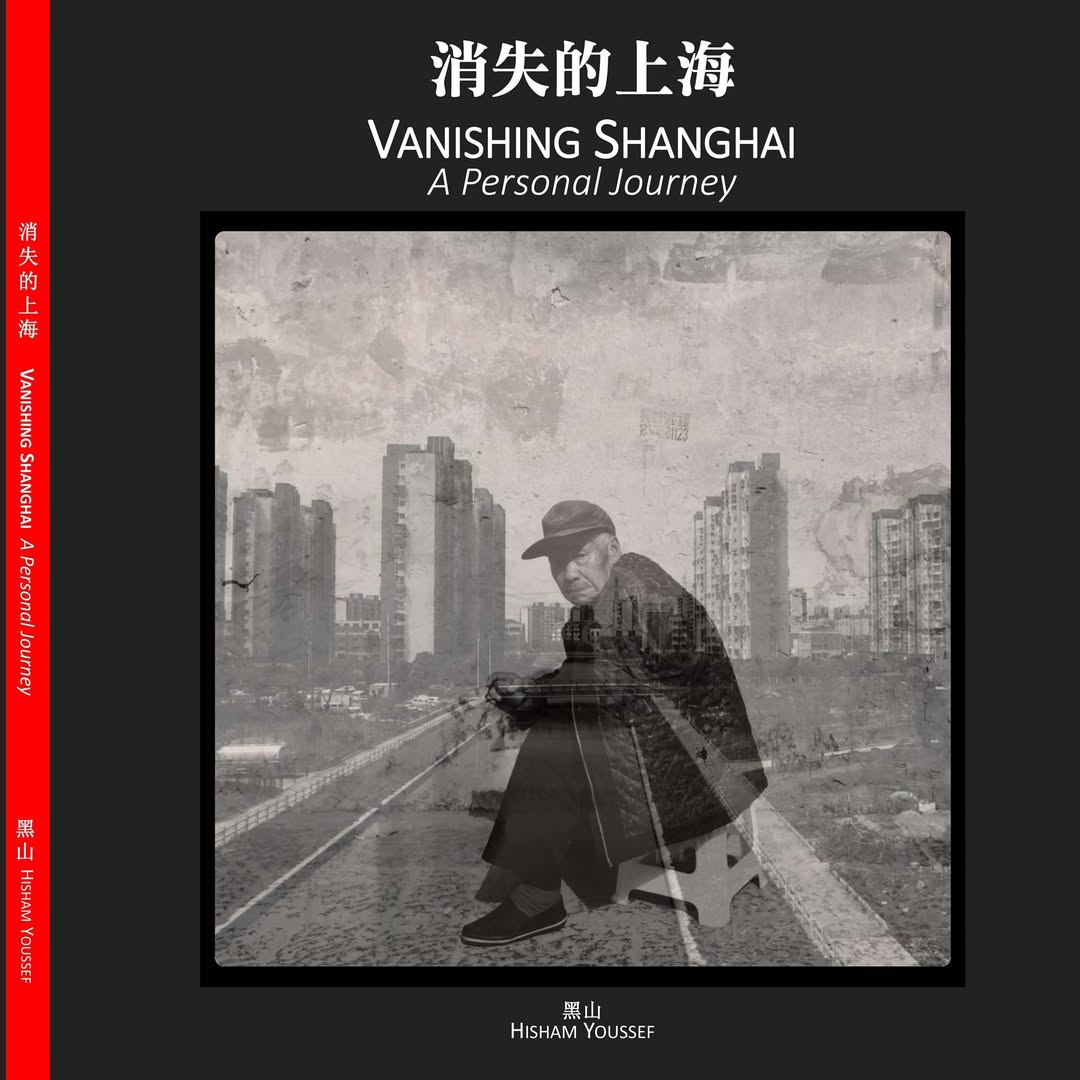 消失的上海
VANISHING SHANGHAI
A Personal Journey
消失的上海 VANISHING SHANGHAI A Personal Journey
黑山 HISHAM YOUSSEF
黑山
HISHAM YOUSSEF